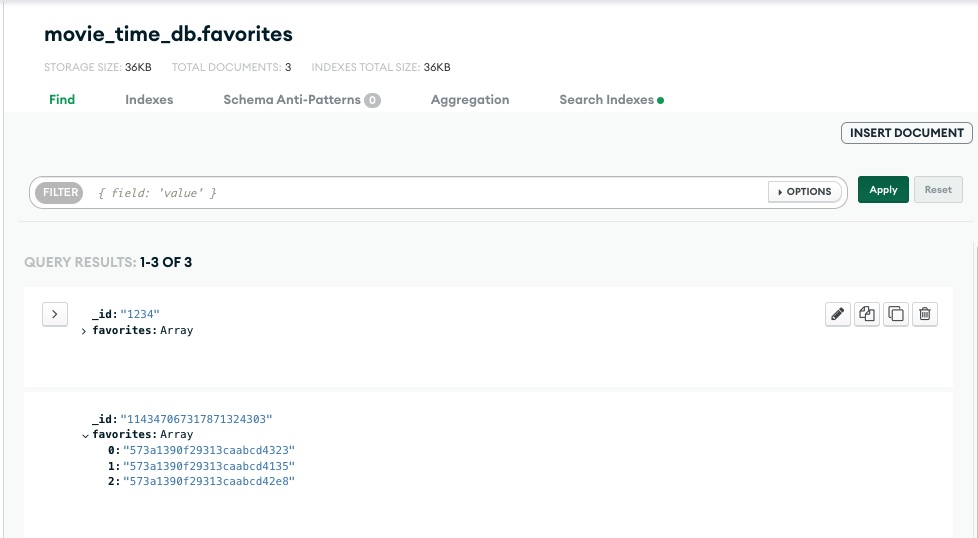 movie_time_db.favorites
STORAGE SIZE: 36KB TOTAL DOCUMENTS: 3 INDEXES TOTAL SIZE: 36KB
Find Indexes Schema Anti-Patterns 0 Aggregation Search Indexes
INSERT DOCUMENT
FILTER { field: 'value' } OPTIONS Apply Reset
QUERY RESULTS: 1-3 OF 3
_id: "1234"
favorites: Array
_id: "114347067317871324303"
favorites: Array
0: "573a1390f29313caabcd4323"
1: "573a1390f29313caabcd4135"
2: "573a1390f29313caabcd42e8"